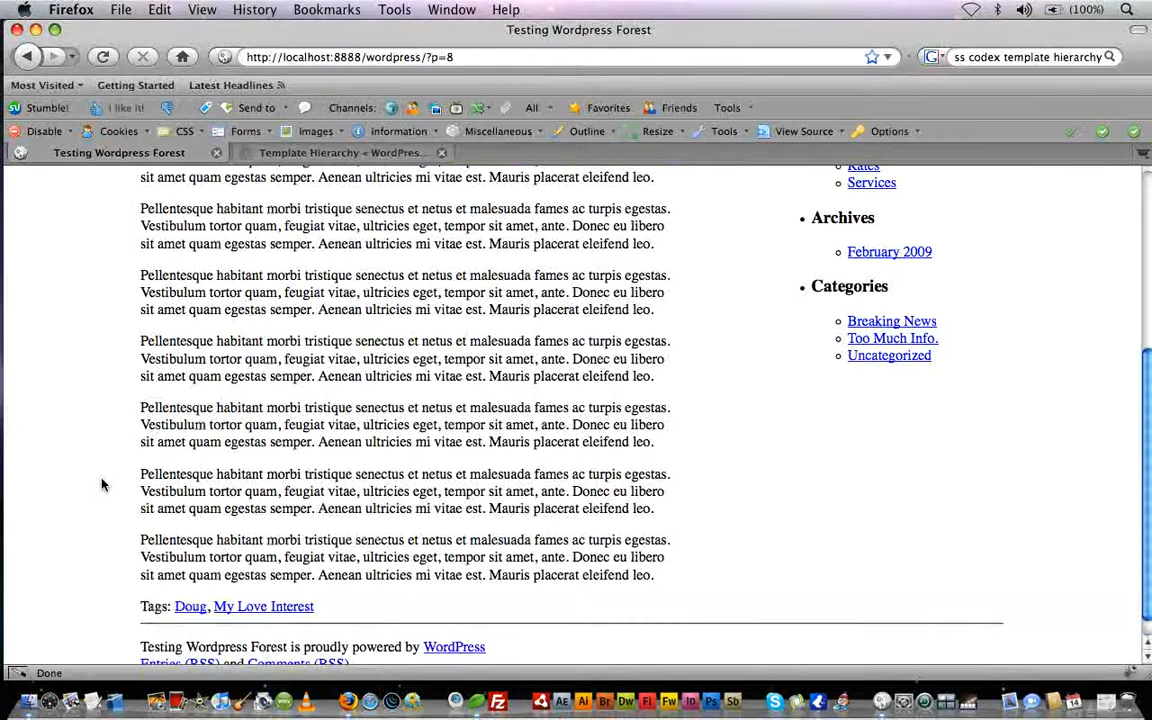 Firefox File Edit View History Bookmarks Tools Window Help (100%)
Testing Wordpress Forest
http://localhost:8888/wordpress/?p=8 ss codex template hierarchy
Most Visited Getting Started Latest Headlines
Stumble! I like it! Send to Channels: All Favorites Friends Tools
Disable Cookies CSS Forms Images Information Miscellaneous Outline Resize Tools View Source Options
Testing Wordpress Forest Template Hierarchy « WordPres...
sit amet quam egestas semper. Aenean ultricies mi vitae est. Mauris placerat eleifend leo.
Pellentesque habitant morbi tristique senectus et netus et malesuada fames ac turpis egestas.
Vestibulum tortor quam, feugiat vitae, ultricies eget, tempor sit amet, ante. Donec eu libero
sit amet quam egestas semper. Aenean ultricies mi vitae est. Mauris placerat eleifend leo.
Pellentesque habitant morbi tristique senectus et netus et malesuada fames ac turpis egestas.
Vestibulum tortor quam, feugiat vitae, ultricies eget, tempor sit amet, ante. Donec eu libero
sit amet quam egestas semper. Aenean ultricies mi vitae est. Mauris placerat eleifend leo.
Pellentesque habitant morbi tristique senectus et netus et malesuada fames ac turpis egestas.
Vestibulum tortor quam, feugiat vitae, ultricies eget, tempor sit amet, ante. Donec eu libero
sit amet quam egestas semper. Aenean ultricies mi vitae est. Mauris placerat eleifend leo.
Pellentesque habitant morbi tristique senectus et netus et malesuada fames ac turpis egestas.
Vestibulum tortor quam, feugiat vitae, ultricies eget, tempor sit amet, ante. Donec eu libero
sit amet quam egestas semper. Aenean ultricies mi vitae est. Mauris placerat eleifend leo.
Pellentesque habitant morbi tristique senectus et netus et malesuada fames ac turpis egestas.
Vestibulum tortor quam, feugiat vitae, ultricies eget, tempor sit amet, ante. Donec eu libero
sit amet quam egestas semper. Aenean ultricies mi vitae est. Mauris placerat eleifend leo.
Pellentesque habitant morbi tristique senectus et netus et malesuada fames ac turpis egestas.
Vestibulum tortor quam, feugiat vitae, ultricies eget, tempor sit amet, ante. Donec eu libero
sit amet quam egestas semper. Aenean ultricies mi vitae est. Mauris placerat eleifend leo.
Tags: Doug, My Love Interest
Rates
Services
Archives
February 2009
Categories
Breaking News
Too Much Info.
Uncategorized
Testing Wordpress Forest is proudly powered by WordPress
Entries (RSS) and Comments (RSS)
Done
AE Ai Br Dw Fl Fw ID Ps Sb
14